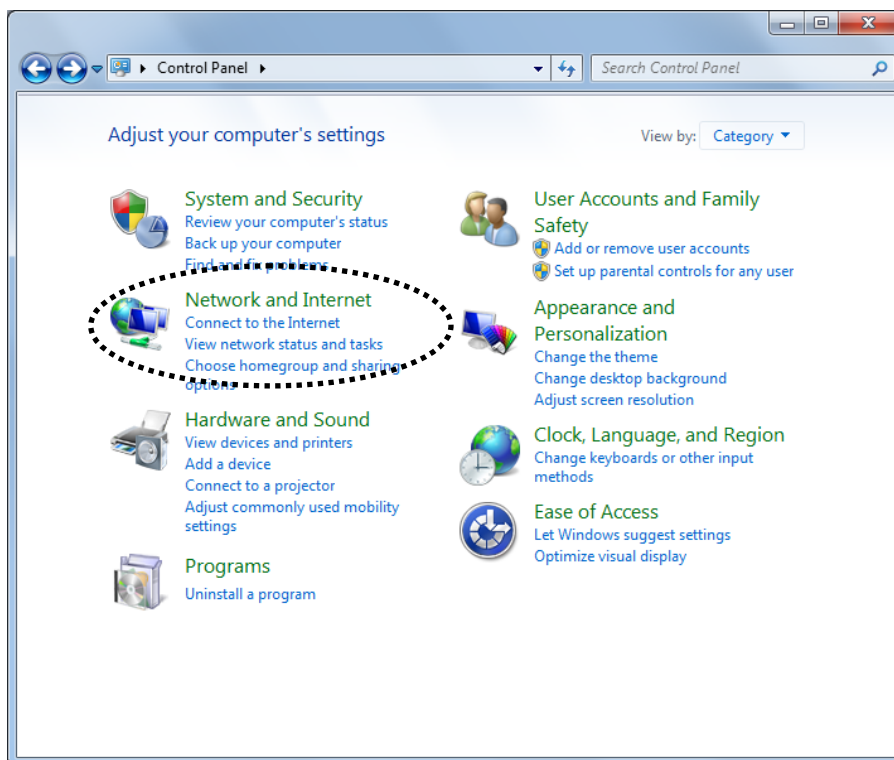 Control Panel
Search Control Panel
Adjust your computer's settings
View by: Category
System and Security
Review your computer's status
Back up your computer
Find and fix problems
Network and Internet
Connect to the Internet
View network status and tasks
Choose homegroup and sharing
options
Hardware and Sound
View devices and printers
Add a device
Connect to a projector
Adjust commonly used mobility
settings
Programs
Uninstall a program
User Accounts and Family
Safety
Add or remove user accounts
Set up parental controls for any user
Appearance and
Personalization
Change the theme
Change desktop background
Adjust screen resolution
Clock, Language, and Region
Change keyboards or other input
methods
Ease of Access
Let Windows suggest settings
Optimize visual display